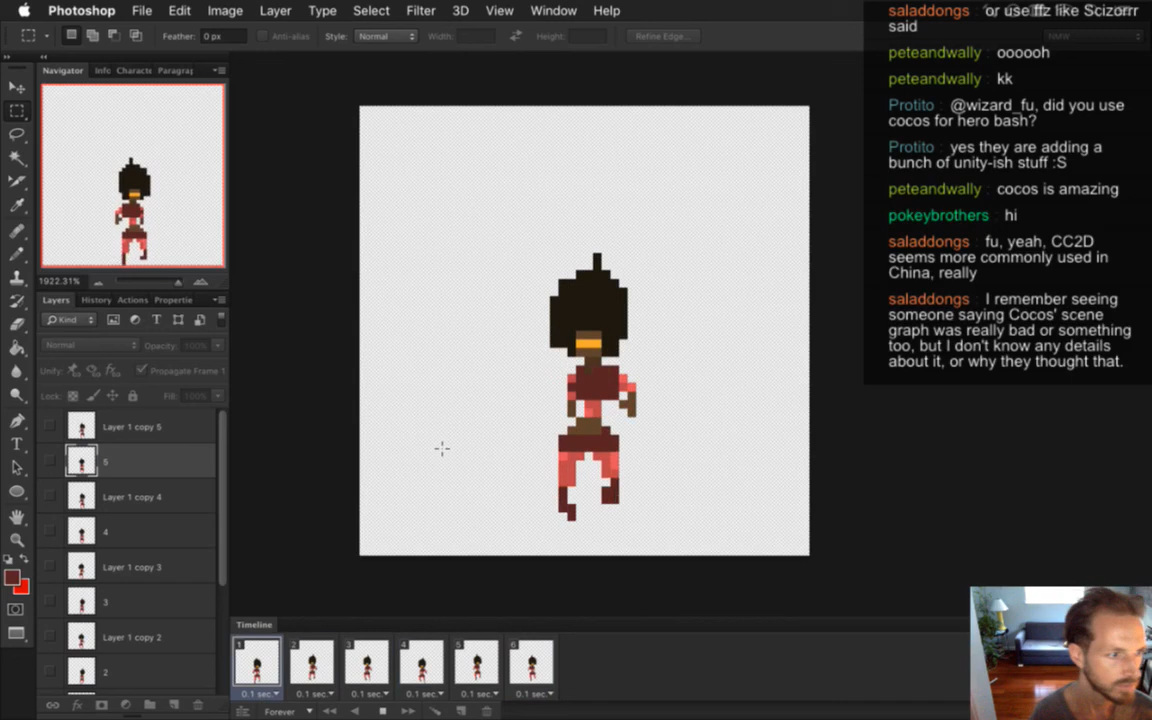 Photoshop File Edit Image Layer Type Select Filter 3D View Window Help
Feather: 0 px Anti-alias Style: Normal Width: Height: Refine Edge... NMW
Navigator Info Characte Paragraj
1922.31%
Layers History Actions Propertie
Kind
Normal Opacity: 100%
Unify: Propagate Frame 1
Lock: Fill: 100%
Layer 1 copy 5
5
Layer 1 copy 4
4
Layer 1 copy 3
3
Layer 1 copy 2
2
Timeline
1 2 3 4 5 6
0.1 sec. 0.1 sec. 0.1 sec. 0.1 sec. 0.1 sec. 0.1 sec.
Forever
saladdongs : or use ffz like Scizorr
said
peteandwally : oooooh
peteandwally : kk
Protito : @wizard_fu, did you use
cocos for hero bash?
Protito : yes they are adding a
bunch of unity-ish stuff :S
peteandwally : cocos is amazing
pokeybrothers : hi
saladdongs : fu, yeah, CC2D
seems more commonly used in
China, really
saladdongs : I remember seeing
someone saying Cocos' scene
graph was really bad or something
too, but I don't know any details
about it, or why they thought that.